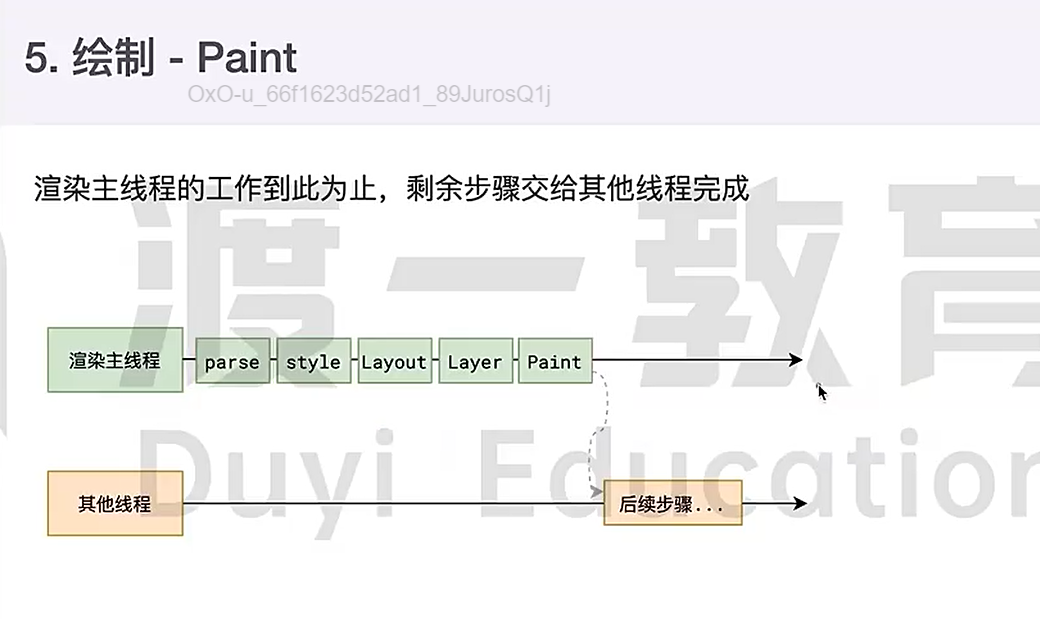 5. 绘制 - Paint
OxO-u_66f1623d52ad1_89JurosQ1j
渲染主线程的工作到此为止，剩余步骤交给其他线程完成
渡一教育
渲染主线程 parse style Layout Layer Paint
Duyi Education
其他线程 后续步骤...